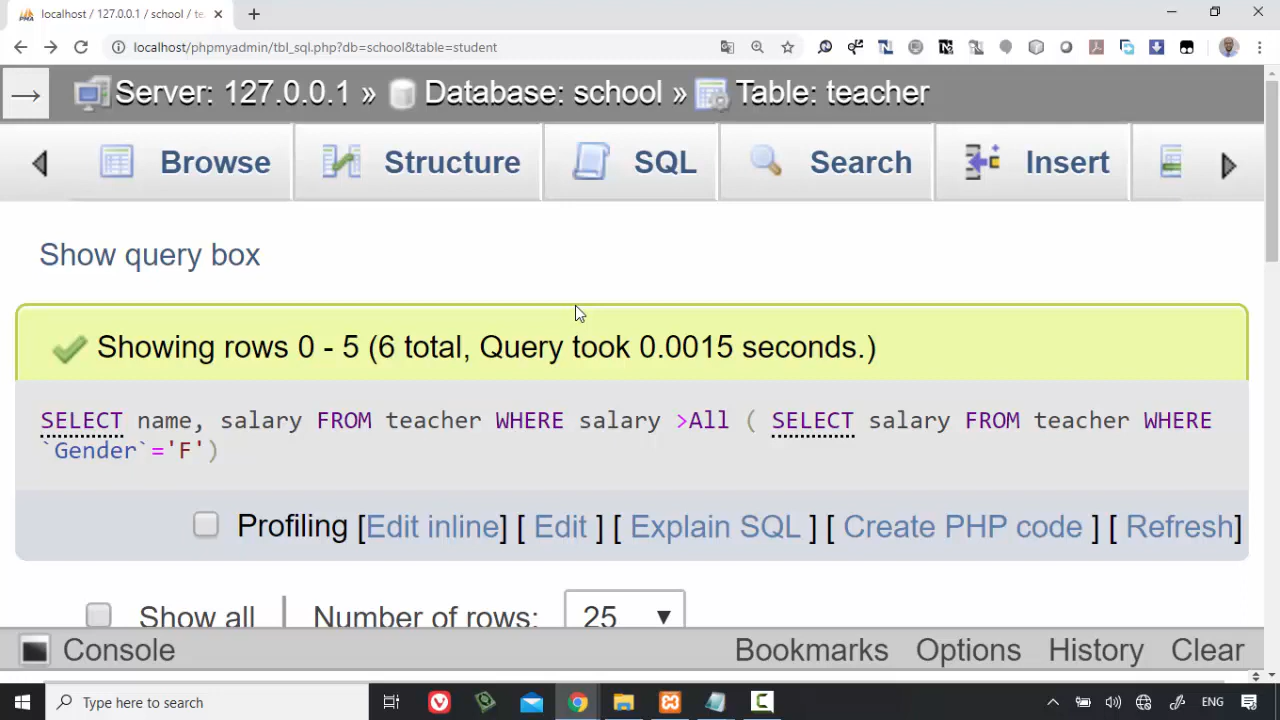 localhost / 127.0.0.1 / school / te
localhost/phpmyadmin/tbl_sql.php?db=school&table=student
Server: 127.0.0.1 » Database: school » Table: teacher
Browse Structure SQL Search Insert
Show query box
Showing rows 0 - 5 (6 total, Query took 0.0015 seconds.)
SELECT name, salary FROM teacher WHERE salary >All ( SELECT salary FROM teacher WHERE
`Gender`='F')
Profiling [Edit inline] [ Edit ] [ Explain SQL ] [ Create PHP code ] [ Refresh]
Show all Number of rows: 25
Console Bookmarks Options History Clear
Type here to search ENG